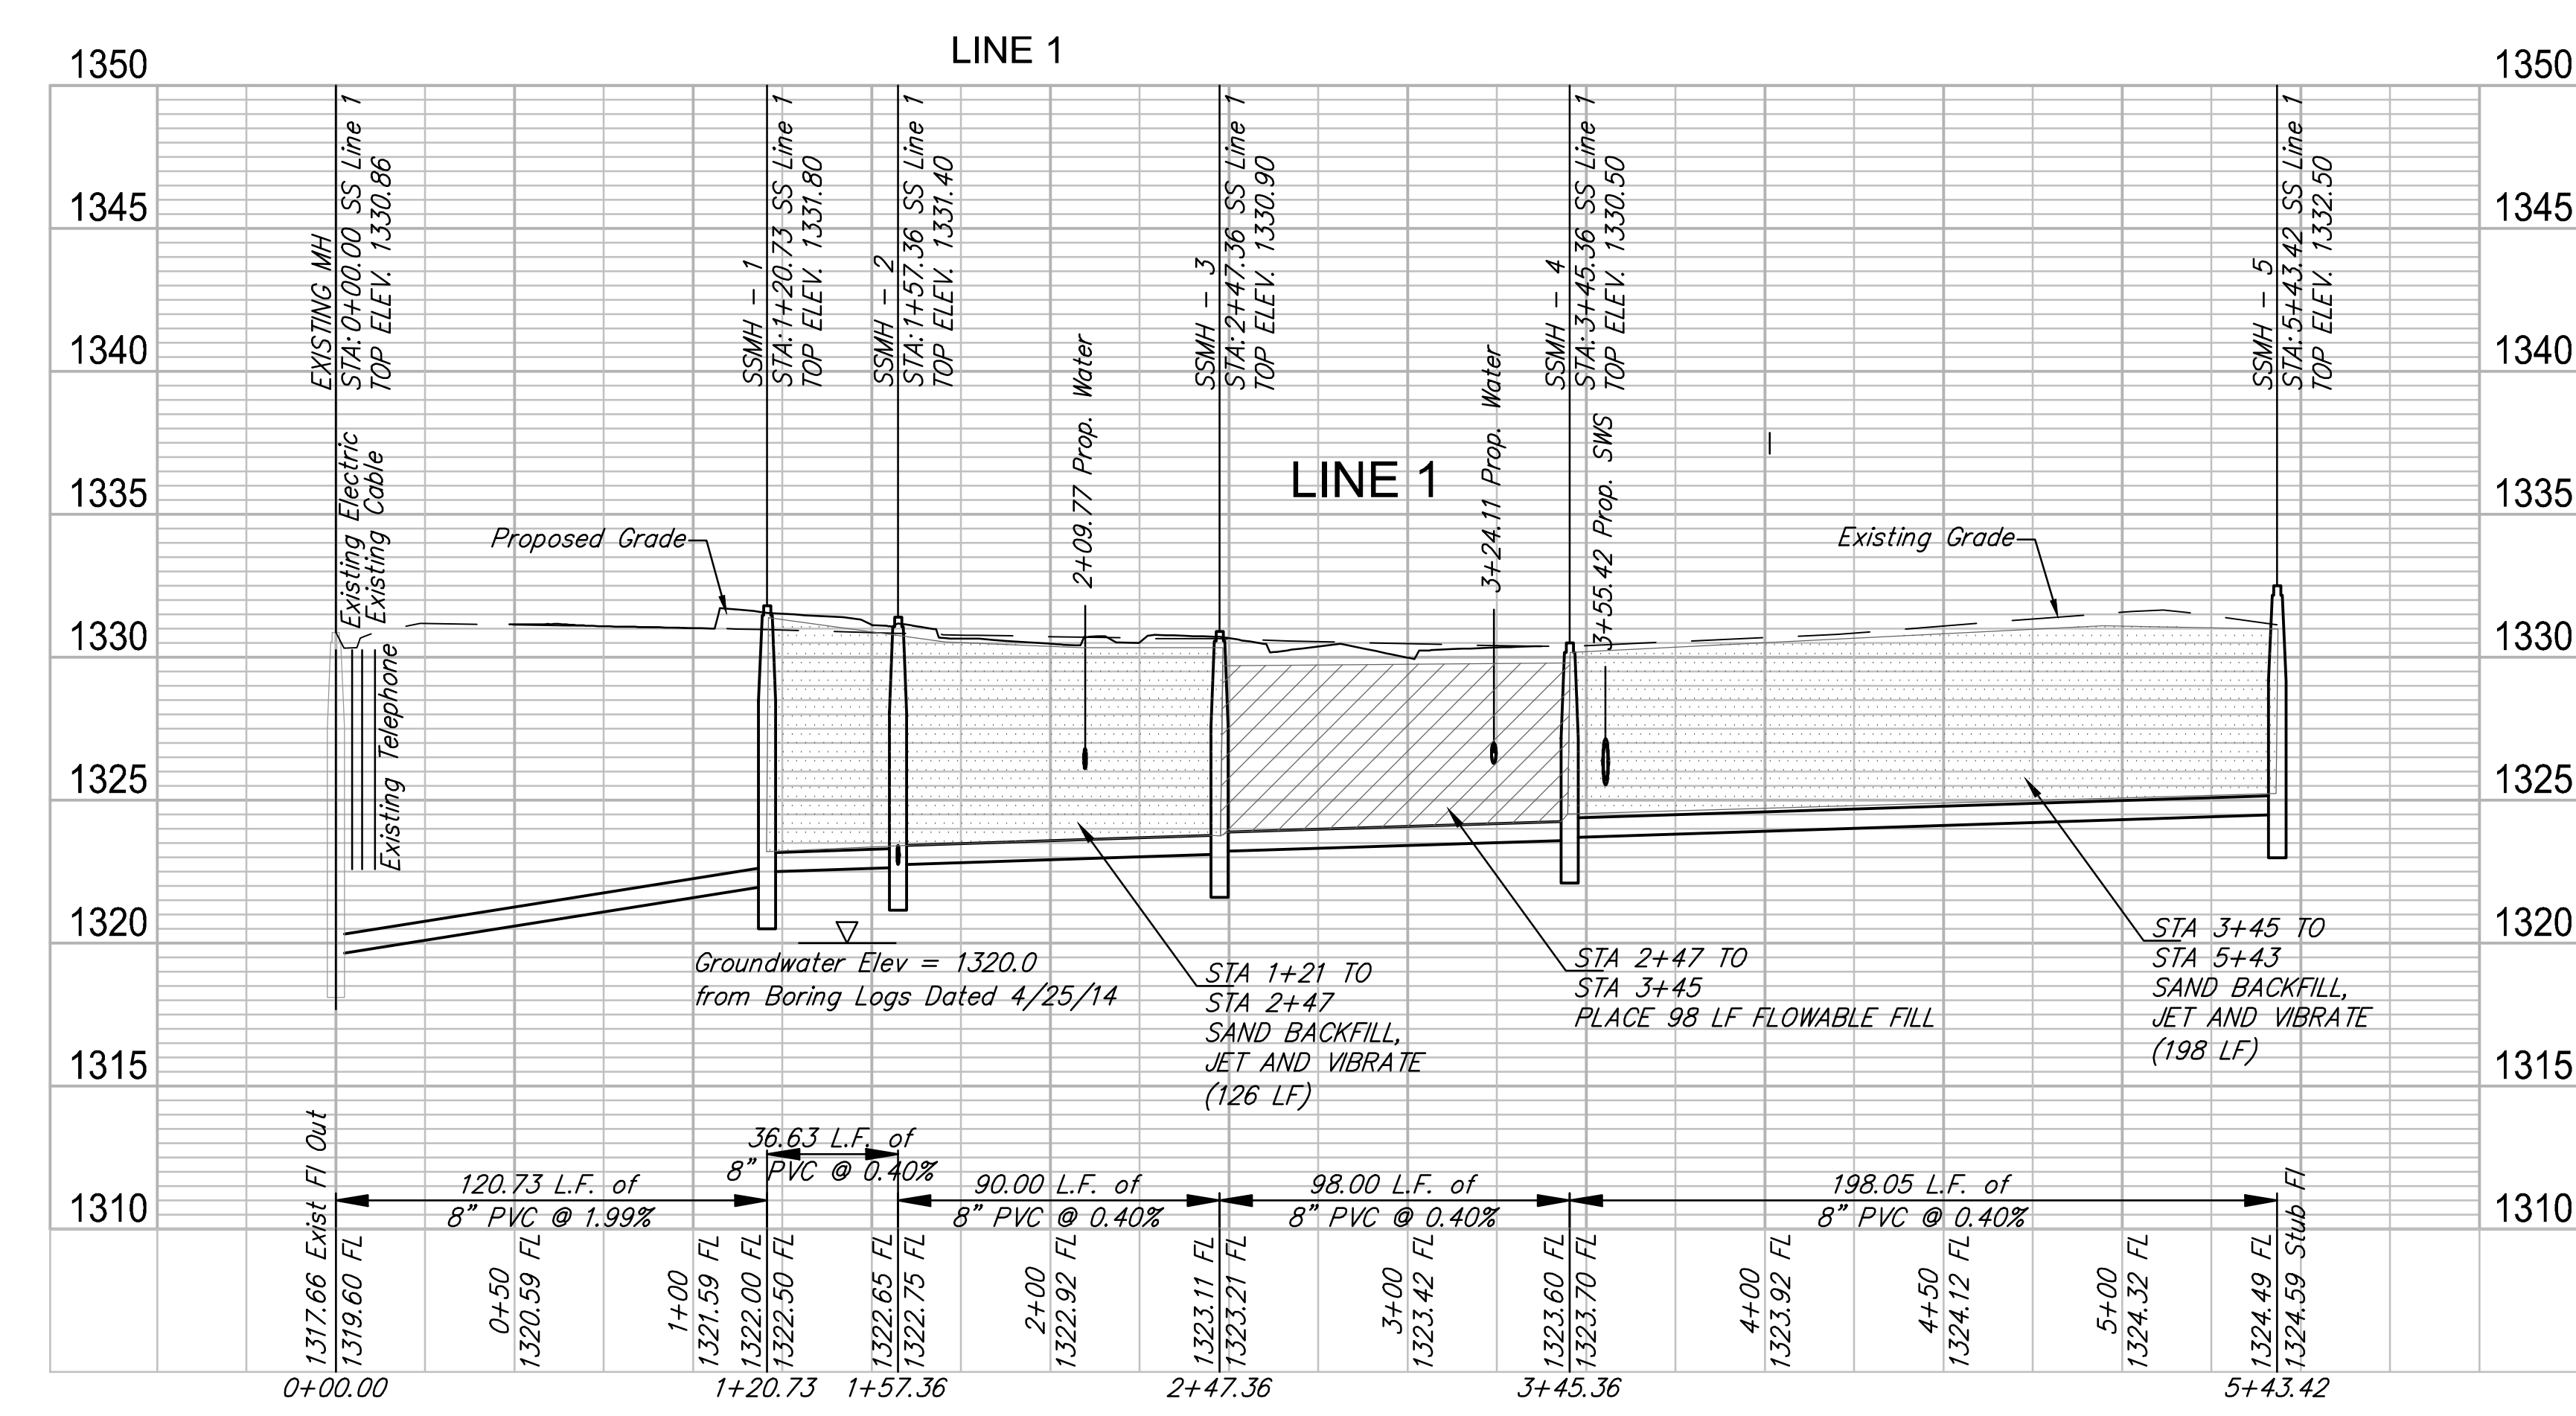 LINE 1
1350
1350
1345
1345
1340
1340
1335
1335
1330
1330
1325
1325
1320
1320
1315
1315
1310
1310
EXISTING MH
STA: 0+00.00 SS Line 1
TOP ELEV. 1330.86
SSMH - 1
STA: 1+20.73 SS Line 1
TOP ELEV. 1331.80
SSMH - 2
STA: 1+57.36 SS Line 1
TOP ELEV. 1331.40
SSMH - 3
STA: 2+47.36 SS Line 1
TOP ELEV. 1330.90
SSMH - 4
STA: 3+45.36 SS Line 1
TOP ELEV. 1330.50
SSMH - 5
STA: 5+43.42 SS Line 1
TOP ELEV. 1332.50
Existing Electric
Existing Cable
Existing Telephone
Proposed Grade
2+09.77 Prop. Water
LINE 1
3+24.11 Prop. Water
3+55.42 Prop. SWS
Existing Grade
Groundwater Elev = 1320.0
from Boring Logs Dated 4/25/14
STA 1+21 TO
STA 2+47
SAND BACKFILL,
JET AND VIBRATE
(126 LF)
STA 2+47 TO
STA 3+45
PLACE 98 LF FLOWABLE FILL
STA 3+45 TO
STA 5+43
SAND BACKFILL,
JET AND VIBRATE
(198 LF)
120.73 L.F. of
8" PVC @ 1.99%
36.63 L.F. of
8" PVC @ 0.40%
90.00 L.F. of
8" PVC @ 0.40%
98.00 L.F. of
8" PVC @ 0.40%
198.05 L.F. of
8" PVC @ 0.40%
1317.66 Exist Fl Out
1319.60 FL
0+50
1320.59 FL
1+00
1321.59 FL
1322.00 FL
1322.50 FL
1322.65 FL
1322.75 FL
2+00
1322.92 FL
1323.11 FL
1323.21 FL
3+00
1323.42 FL
1323.60 FL
1323.70 FL
4+00
1323.92 FL
4+50
1324.12 FL
5+00
1324.32 FL
1324.49 FL
1324.59 Stub Fl
0+00.00
1+20.73
1+57.36
2+47.36
3+45.36
5+43.42